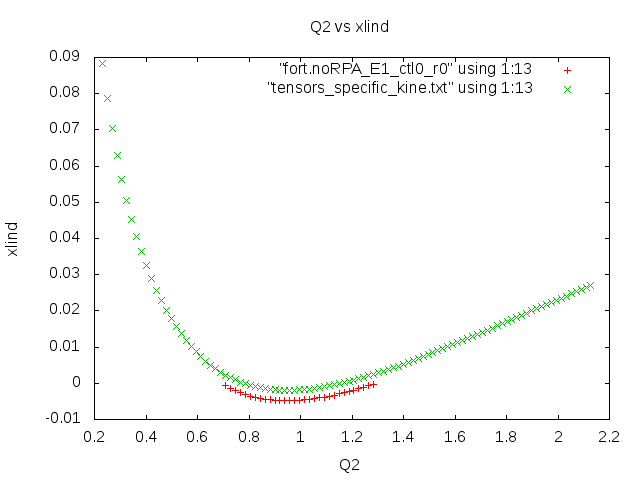 Q2 vs xlind
"fort.noRPA_E1_ctl0_r0" using 1:13
"tensors_specific_kine.txt" using 1:13
0.09
0.08
0.07
0.06
0.05
0.04
0.03
0.02
0.01
0
-0.01
xlind
0.2 0.4 0.6 0.8 1 1.2 1.4 1.6 1.8 2 2.2
Q2